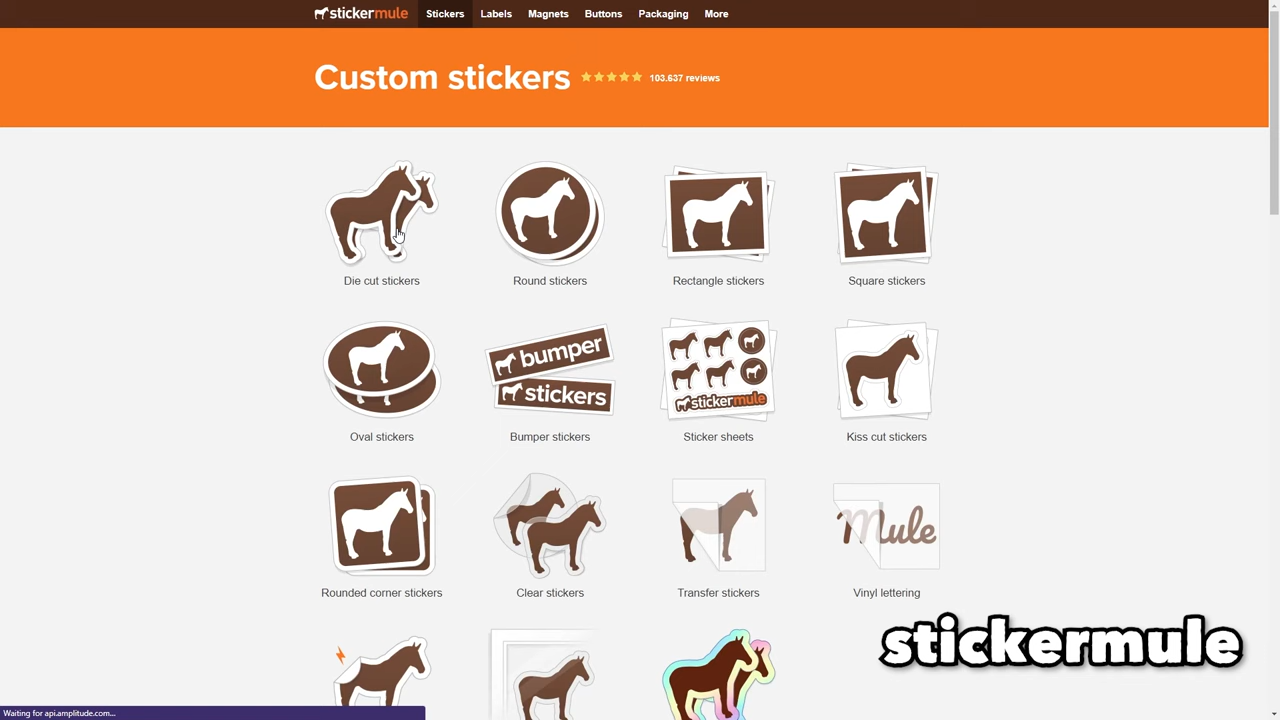 stickermule Stickers Labels Magnets Buttons Packaging More
Custom stickers 103.637 reviews
Die cut stickers Round stickers Rectangle stickers Square stickers
bumper
stickers
stickermule
Oval stickers Bumper stickers Sticker sheets Kiss cut stickers
Mule
Rounded corner stickers Clear stickers Transfer stickers Vinyl lettering
stickermule
Waiting for api.amplitude.com...